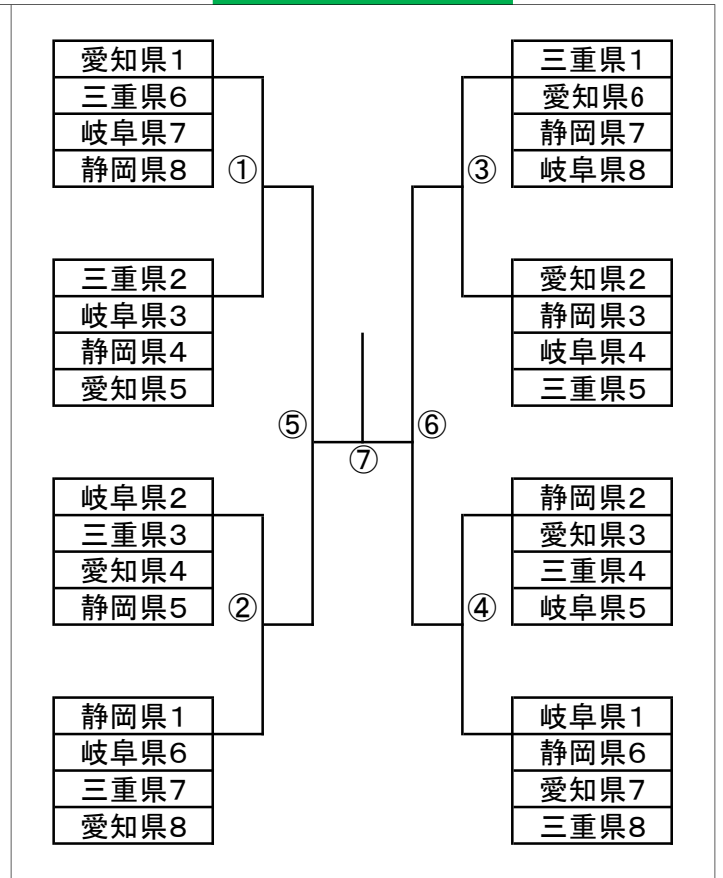 愛知県1
三重県6
岐阜県7
静岡県8
①
三重県2
岐阜県3
静岡県4
愛知県5
⑤
岐阜県2
三重県3
愛知県4
静岡県5
②
静岡県1
岐阜県6
三重県7
愛知県8
⑦
三重県1
愛知県6
静岡県7
岐阜県8
③
愛知県2
静岡県3
岐阜県4
三重県5
⑥
静岡県2
愛知県3
三重県4
岐阜県5
④
岐阜県1
静岡県6
愛知県7
三重県8